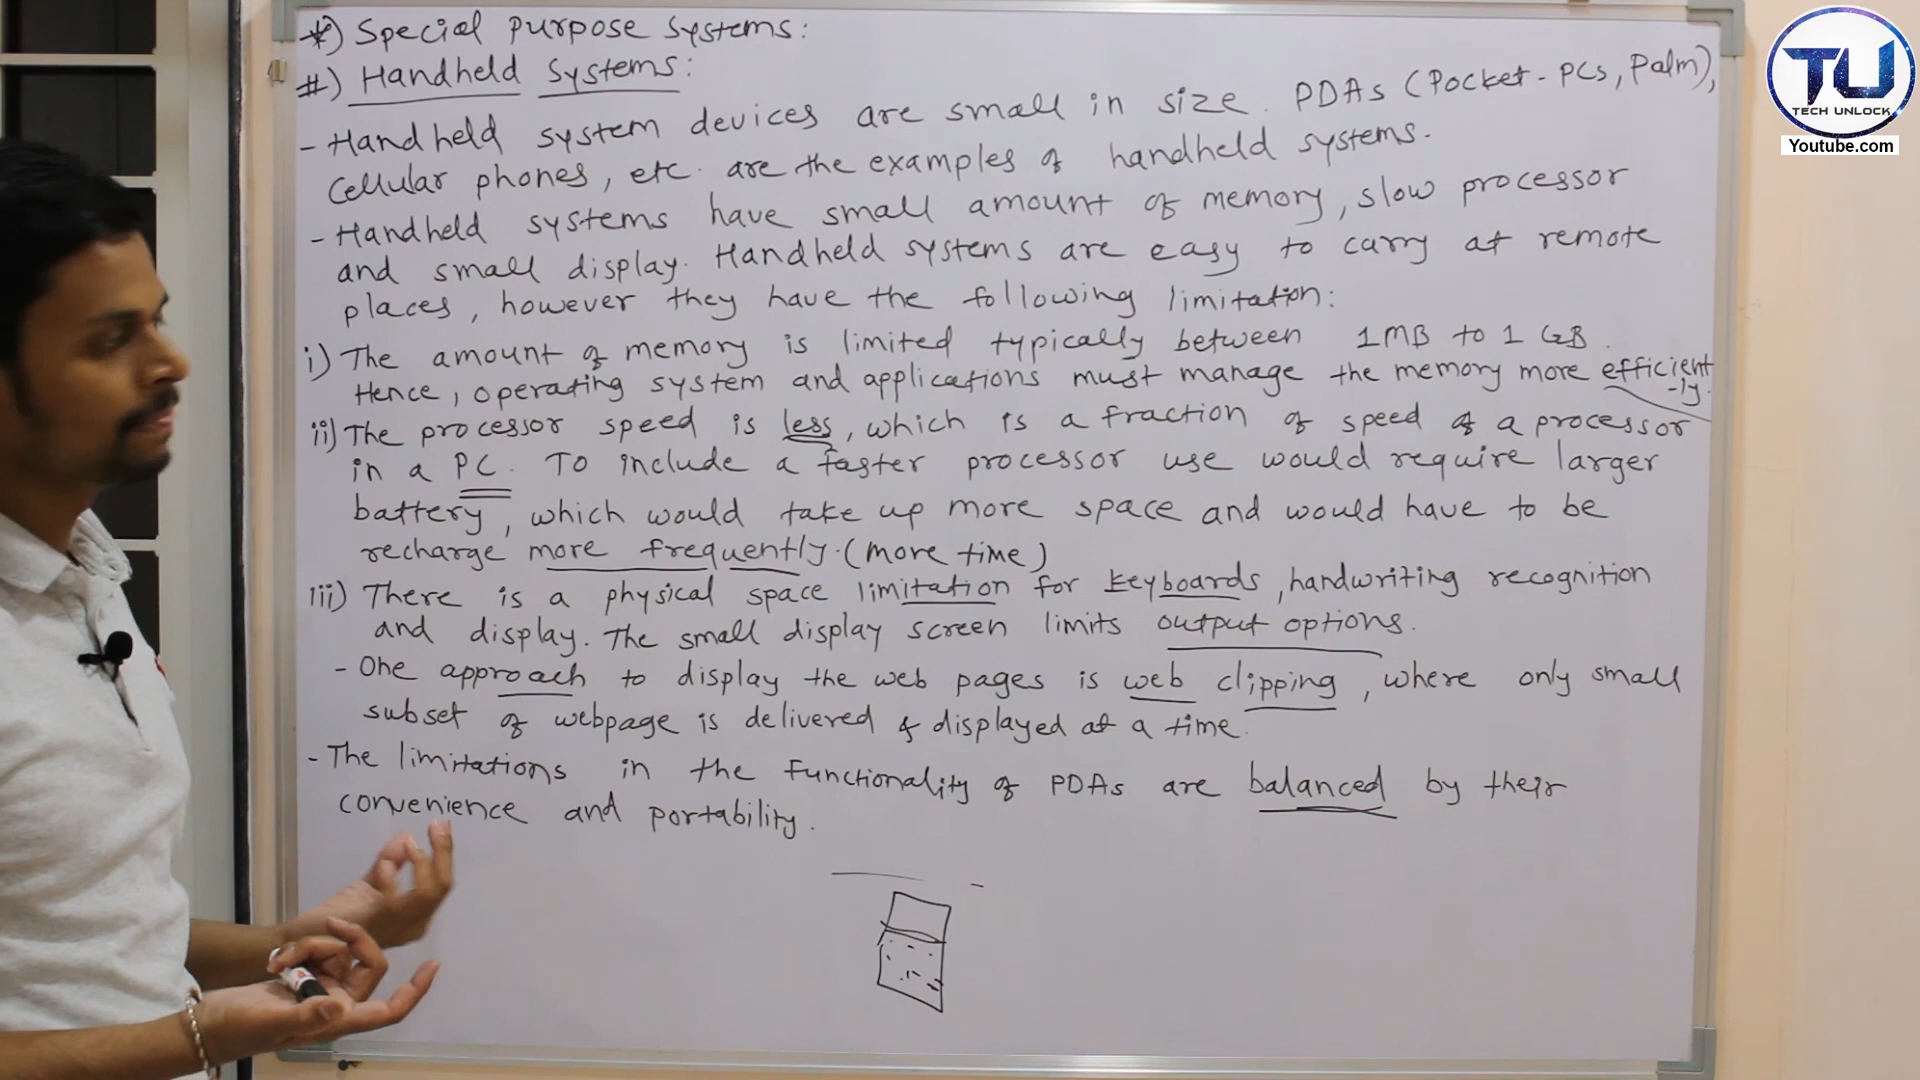 *) Special purpose systems:
#) Handheld systems:
- Handheld system devices are small in size. PDAs (Pocket-PCs, Palm),
cellular phones, etc. are the examples of handheld systems.
- Handheld systems have small amount of memory, slow processor
and small display. Handheld systems are easy to carry at remote
places, however they have the following limitation:
i) The amount of memory is limited typically between 1MB to 1 GB.
Hence, operating system and applications must manage the memory more efficient
-ly.
ii) The processor speed is less, which is a fraction of speed of a processor
in a PC. To include a faster processor use would require larger
battery, which would take up more space and would have to be
recharge more frequently. (more time)
iii) There is a physical space limitation for keyboards, handwriting recognition
and display. The small display screen limits output options.
- One approach to display the web pages is web clipping, where only small
subset of webpage is delivered & displayed at a time.
- The limitations in the functionality of PDAs are balanced by their
convenience and portability.
TU
TECH UNLOCK
Youtube.com